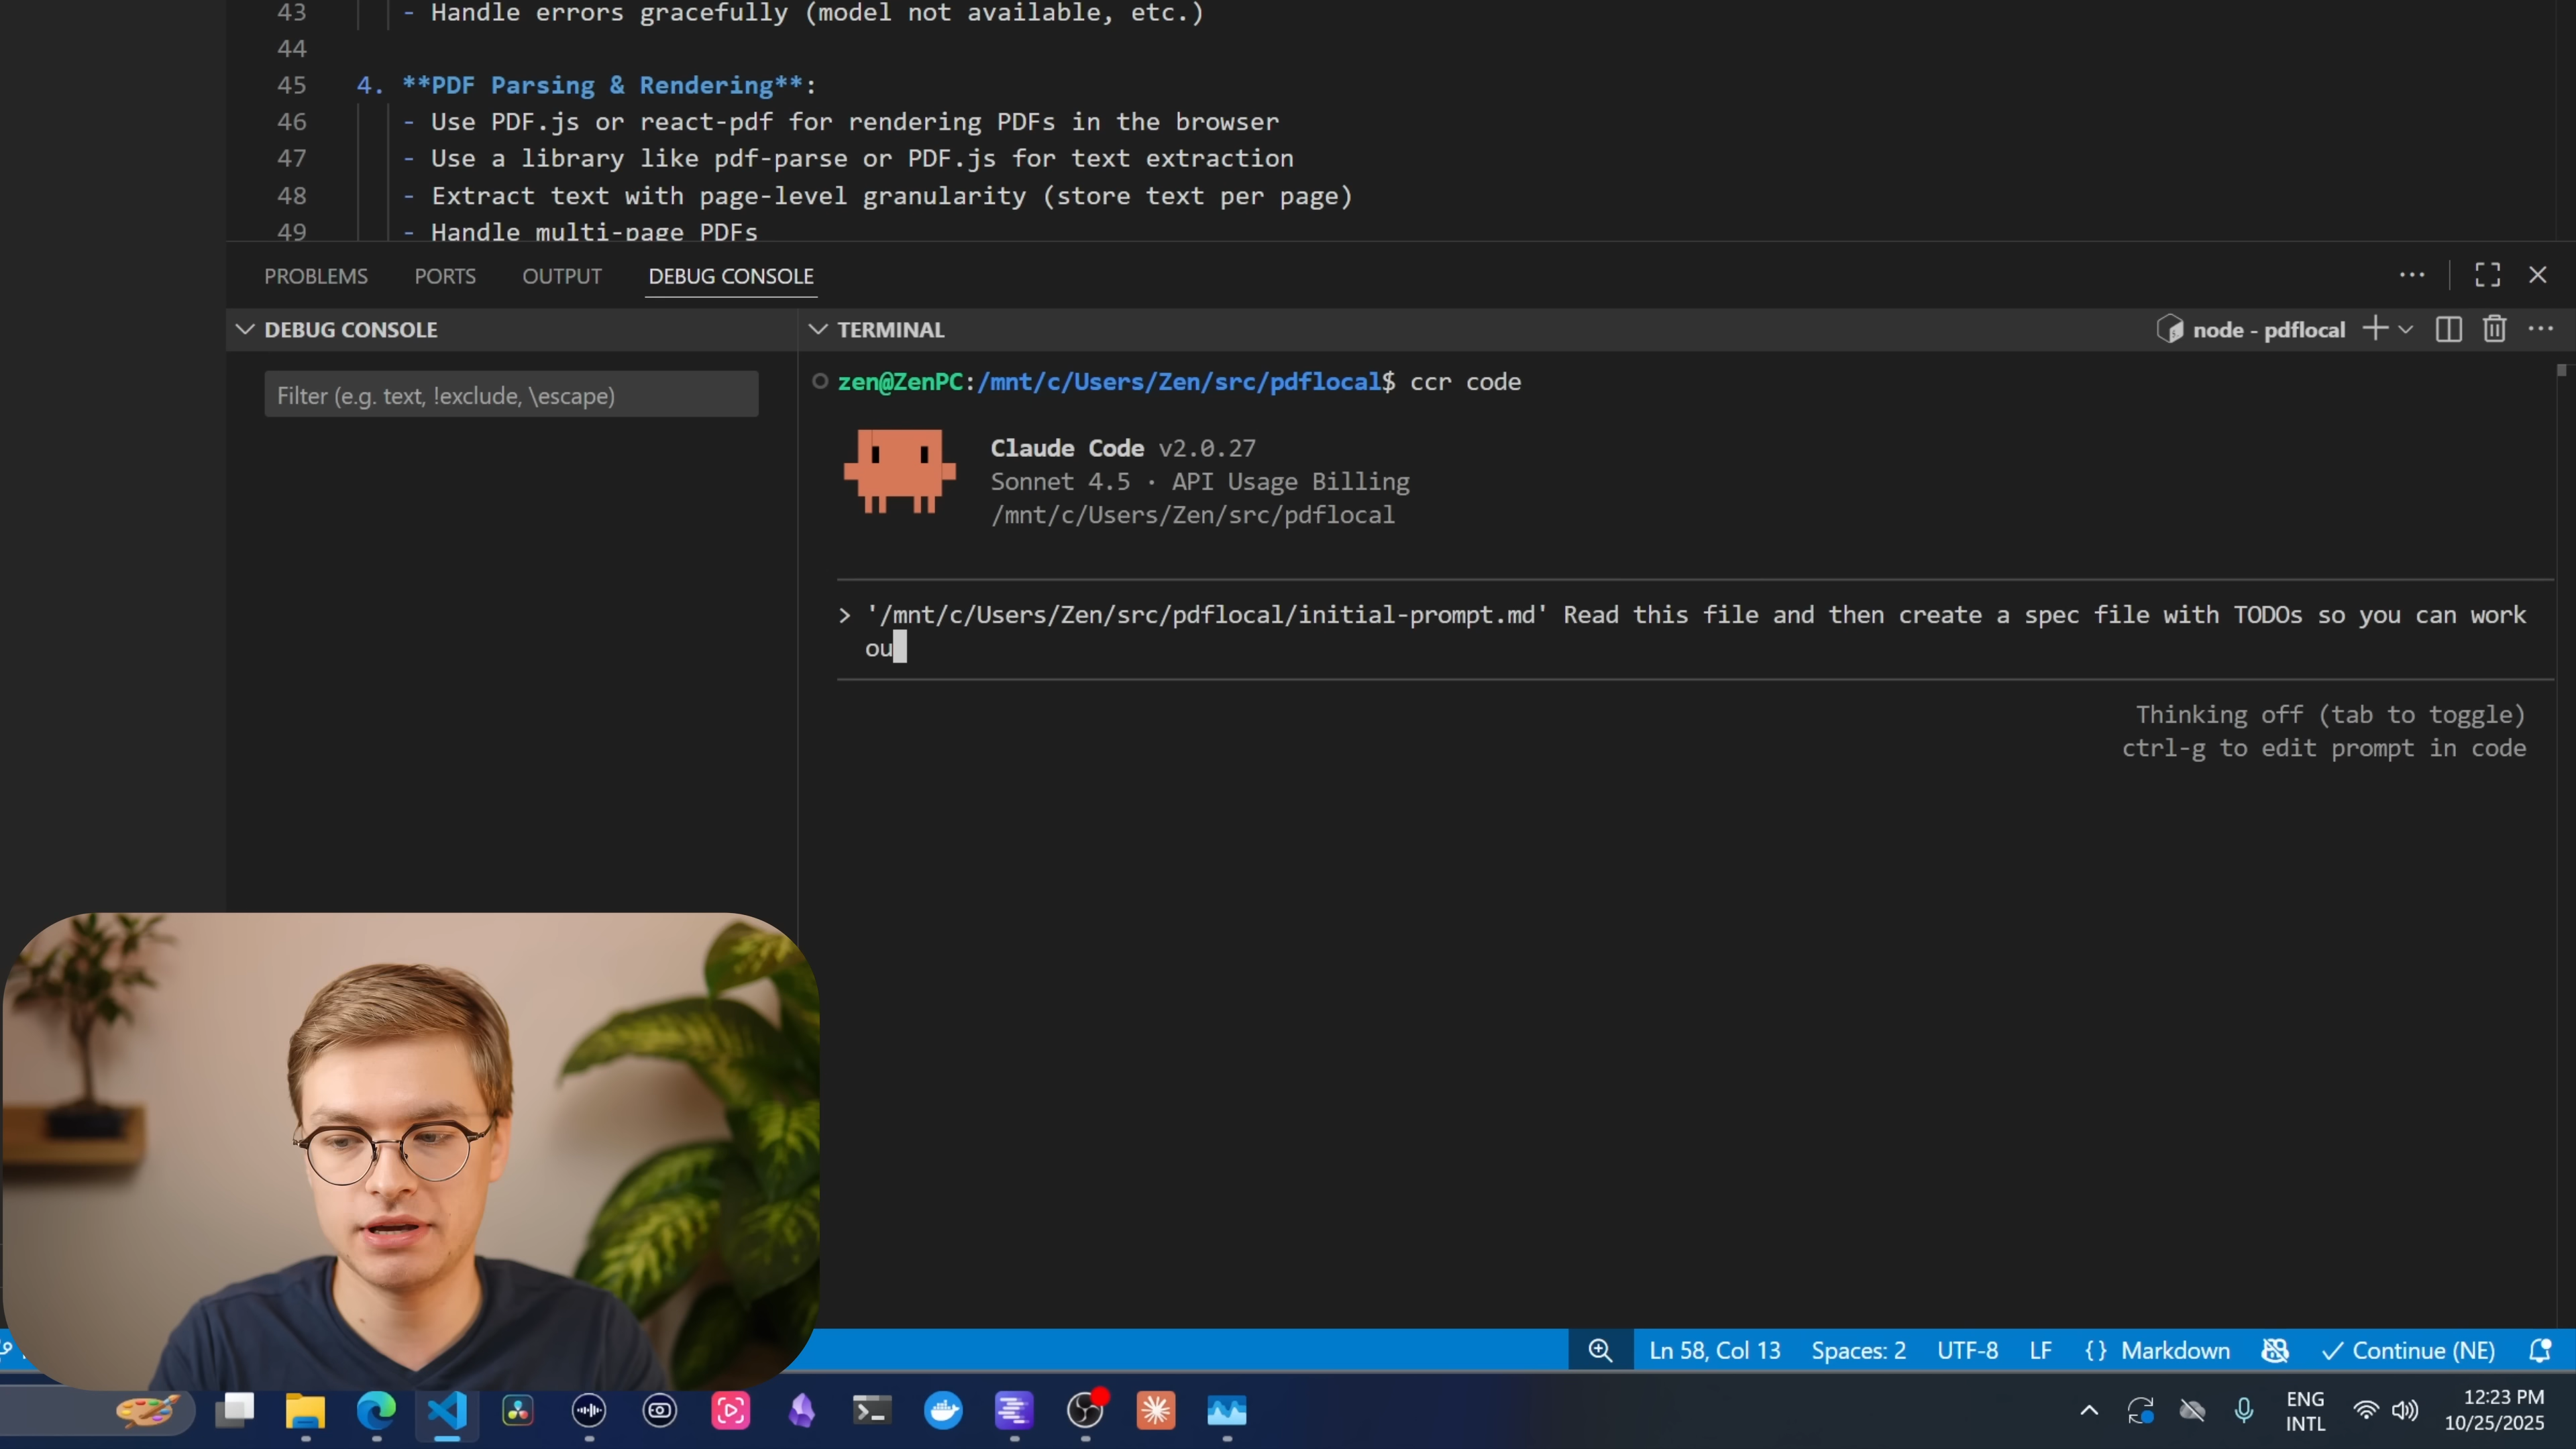 43 - Handle errors gracefully (model not available, etc.)
44
45 4. **PDF Parsing & Rendering**:
46 - Use PDF.js or react-pdf for rendering PDFs in the browser
47 - Use a library like pdf-parse or PDF.js for text extraction
48 - Extract text with page-level granularity (store text per page)
49 - Handle multi-page PDFs
PROBLEMS PORTS OUTPUT DEBUG CONSOLE
DEBUG CONSOLE
Filter (e.g. text, !exclude, \escape)
TERMINAL
node - pdflocal
zen@ZenPC:/mnt/c/Users/Zen/src/pdflocal$ ccr code
Claude Code v2.0.27
Sonnet 4.5 · API Usage Billing
/mnt/c/Users/Zen/src/pdflocal
> '/mnt/c/Users/Zen/src/pdflocal/initial-prompt.md' Read this file and then create a spec file with TODOs so you can work
ou
Thinking off (tab to toggle)
ctrl-g to edit prompt in code
Ln 58, Col 13 Spaces: 2 UTF-8 LF {} Markdown ✓ Continue (NE)
ENG
INTL
12:23 PM
10/25/2025